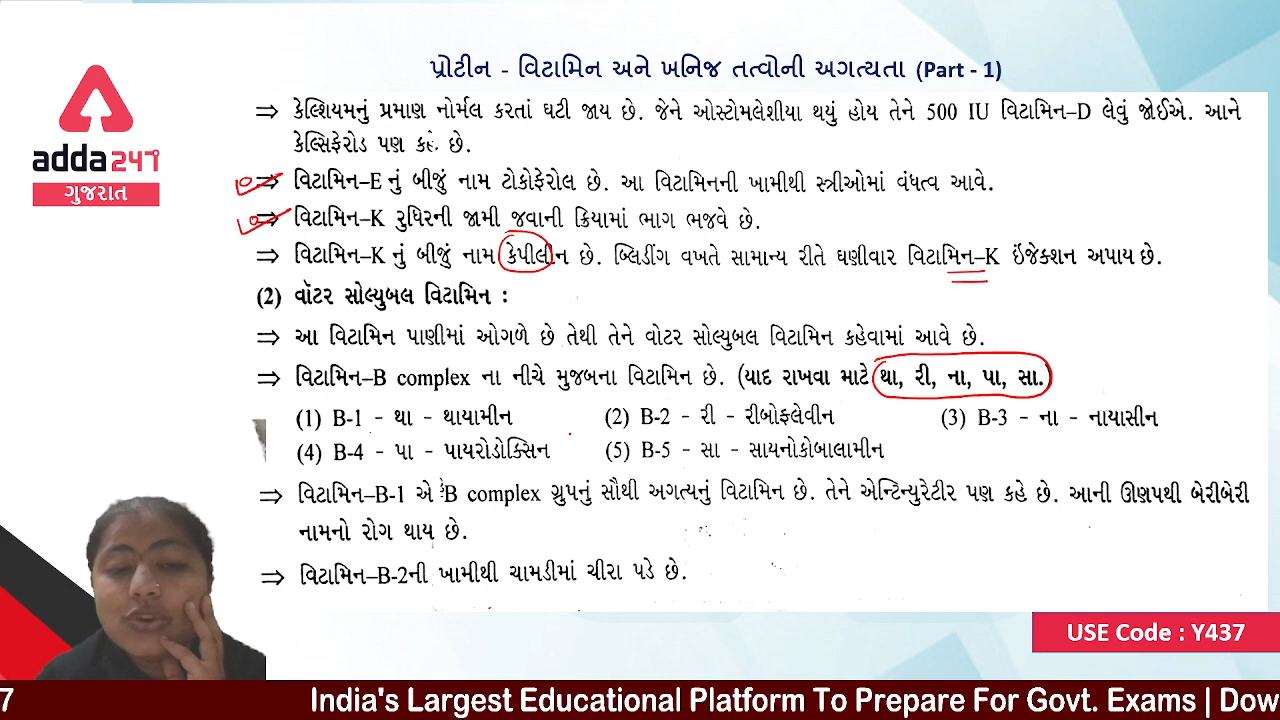 પ્રોટીન - વિટામિન અને ખનિજ તત્વોની અગત્યતા (Part - 1)
adda247
ગુજરાત
⇒ કેલ્શિયમનું પ્રમાણ નોર્મલ કરતાં ઘટી જાય છે. જેને ઓસ્ટોમલેશીયા થયું હોય તેને 500 IU વિટામિન–D લેવું જોઈએ. આને
કેલ્સિફેરોડ પણ કહે છે.
⇒ વિટામિન–E નું બીજું નામ ટોકોફેરોલ છે. આ વિટામિનની ખામીથી સ્ત્રીઓમાં વંધત્વ આવે.
⇒ વિટામિન–K રુધિરની જામી જવાની ક્રિયામાં ભાગ ભજવે છે.
⇒ વિટામિન–K નું બીજું નામ કેપીલીન છે. બ્લિડીંગ વખતે સામાન્ય રીતે ઘણીવાર વિટામિન–K ઇંજેક્શન અપાય છે.
(2) વૉટર સોલ્યુબલ વિટામિન :
⇒ આ વિટામિન પાણીમાં ઓગળે છે તેથી તેને વોટર સોલ્યુબલ વિટામિન કહેવામાં આવે છે.
⇒ વિટામિન–B complex ના નીચે મુજબના વિટામિન છે. (યાદ રાખવા માટે થા, રી, ના, પા, સા.)
(1) B-1 - થા - થાયામીન (2) B-2 - રી - રીબોફ્લેવીન (3) B-3 - ના - નાયાસીન
(4) B-4 - પા - પાયરોડોક્સિન (5) B-5 - સા - સાયનોકોબાલામીન
⇒ વિટામિન–B-1 એ B complex ગ્રુપનું સૌથી અગત્યનું વિટામિન છે. તેને એન્ટિન્યુરેટીર પણ કહે છે. આની ઊણપથી બેરીબેરી
નામનો રોગ થાય છે.
⇒ વિટામિન–B-2ની ખામીથી ચામડીમાં ચીરા પડે છે.
USE Code : Y437
7 India's Largest Educational Platform To Prepare For Govt. Exams | Dow